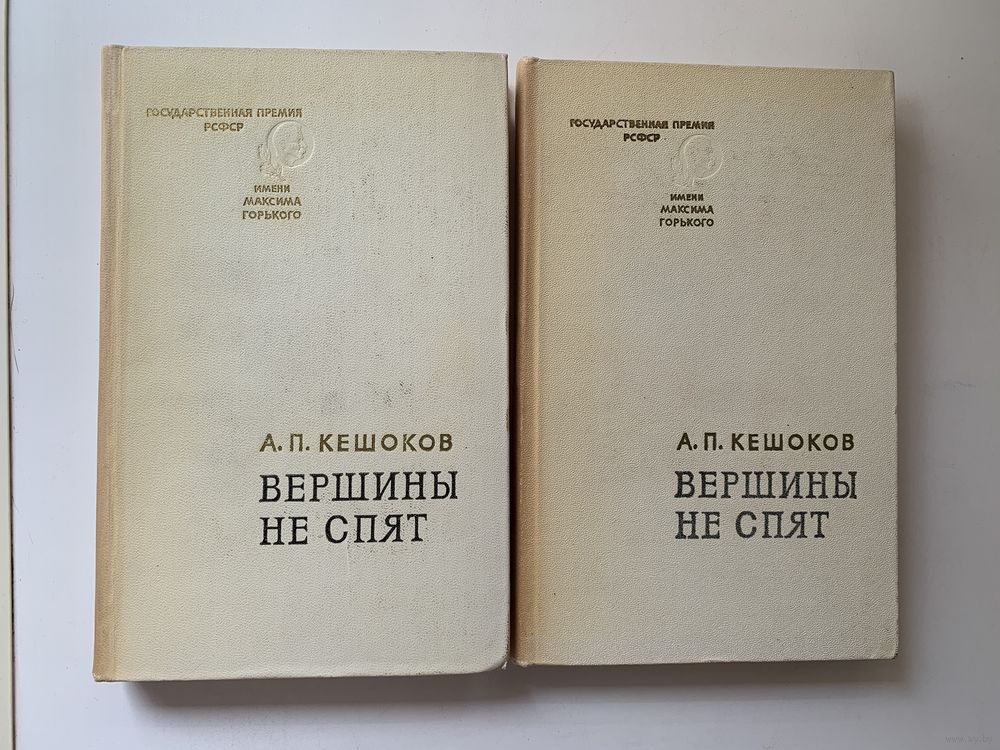 ГОСУДАРСТВЕННАЯ ПРЕМИЯ
РСФСР
ИМЕНИ
МАКСИМА
ГОРЬКОГО
А.П. КЕШОКОВ
ВЕРШИНЫ
НЕ СПЯТ
ГОСУДАРСТВЕННАЯ ПРЕМИЯ
РСФСР
ИМЕНИ
МАКСИМА
ГОРЬКОГО
А.П. КЕШОКОВ
ВЕРШИНЫ
НЕ СПЯТ